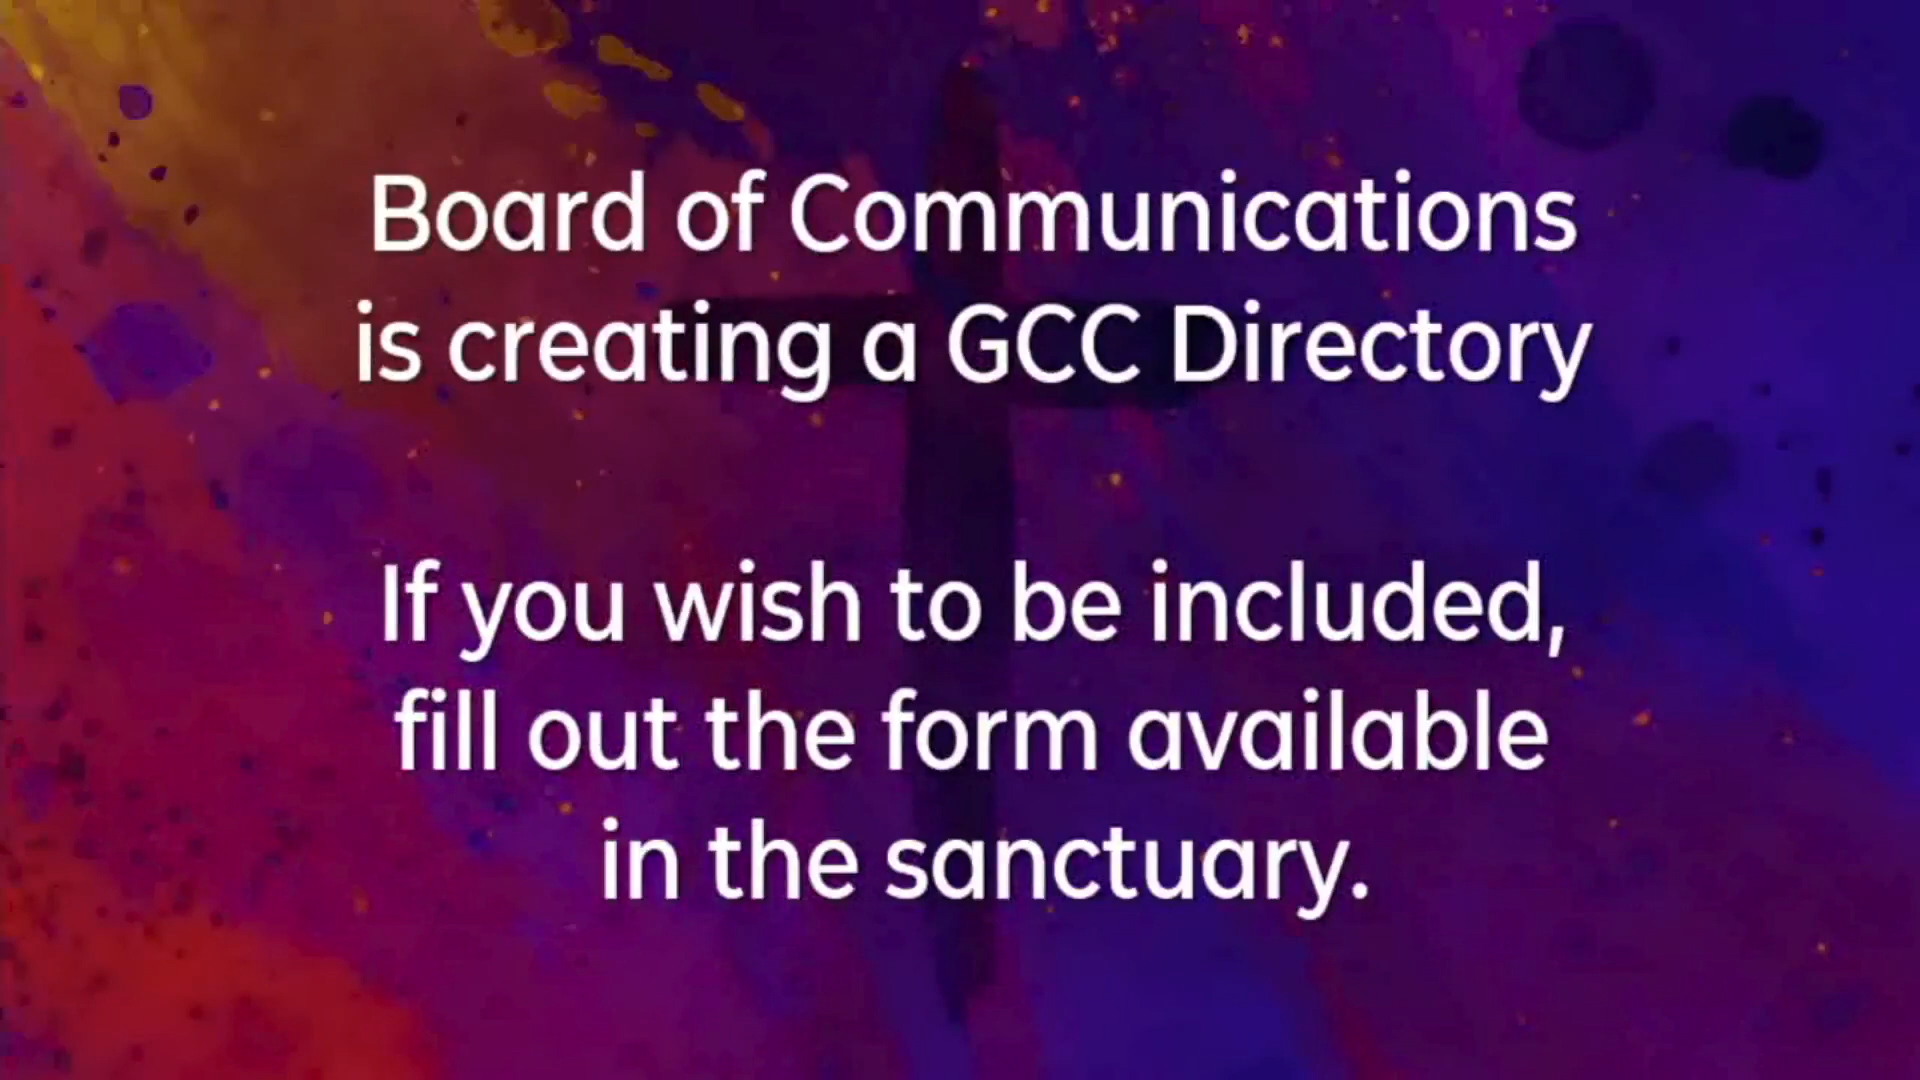 Board of Communications
is creating a GCC Directory
If you wish to be included,
fill out the form available
in the sanctuary.